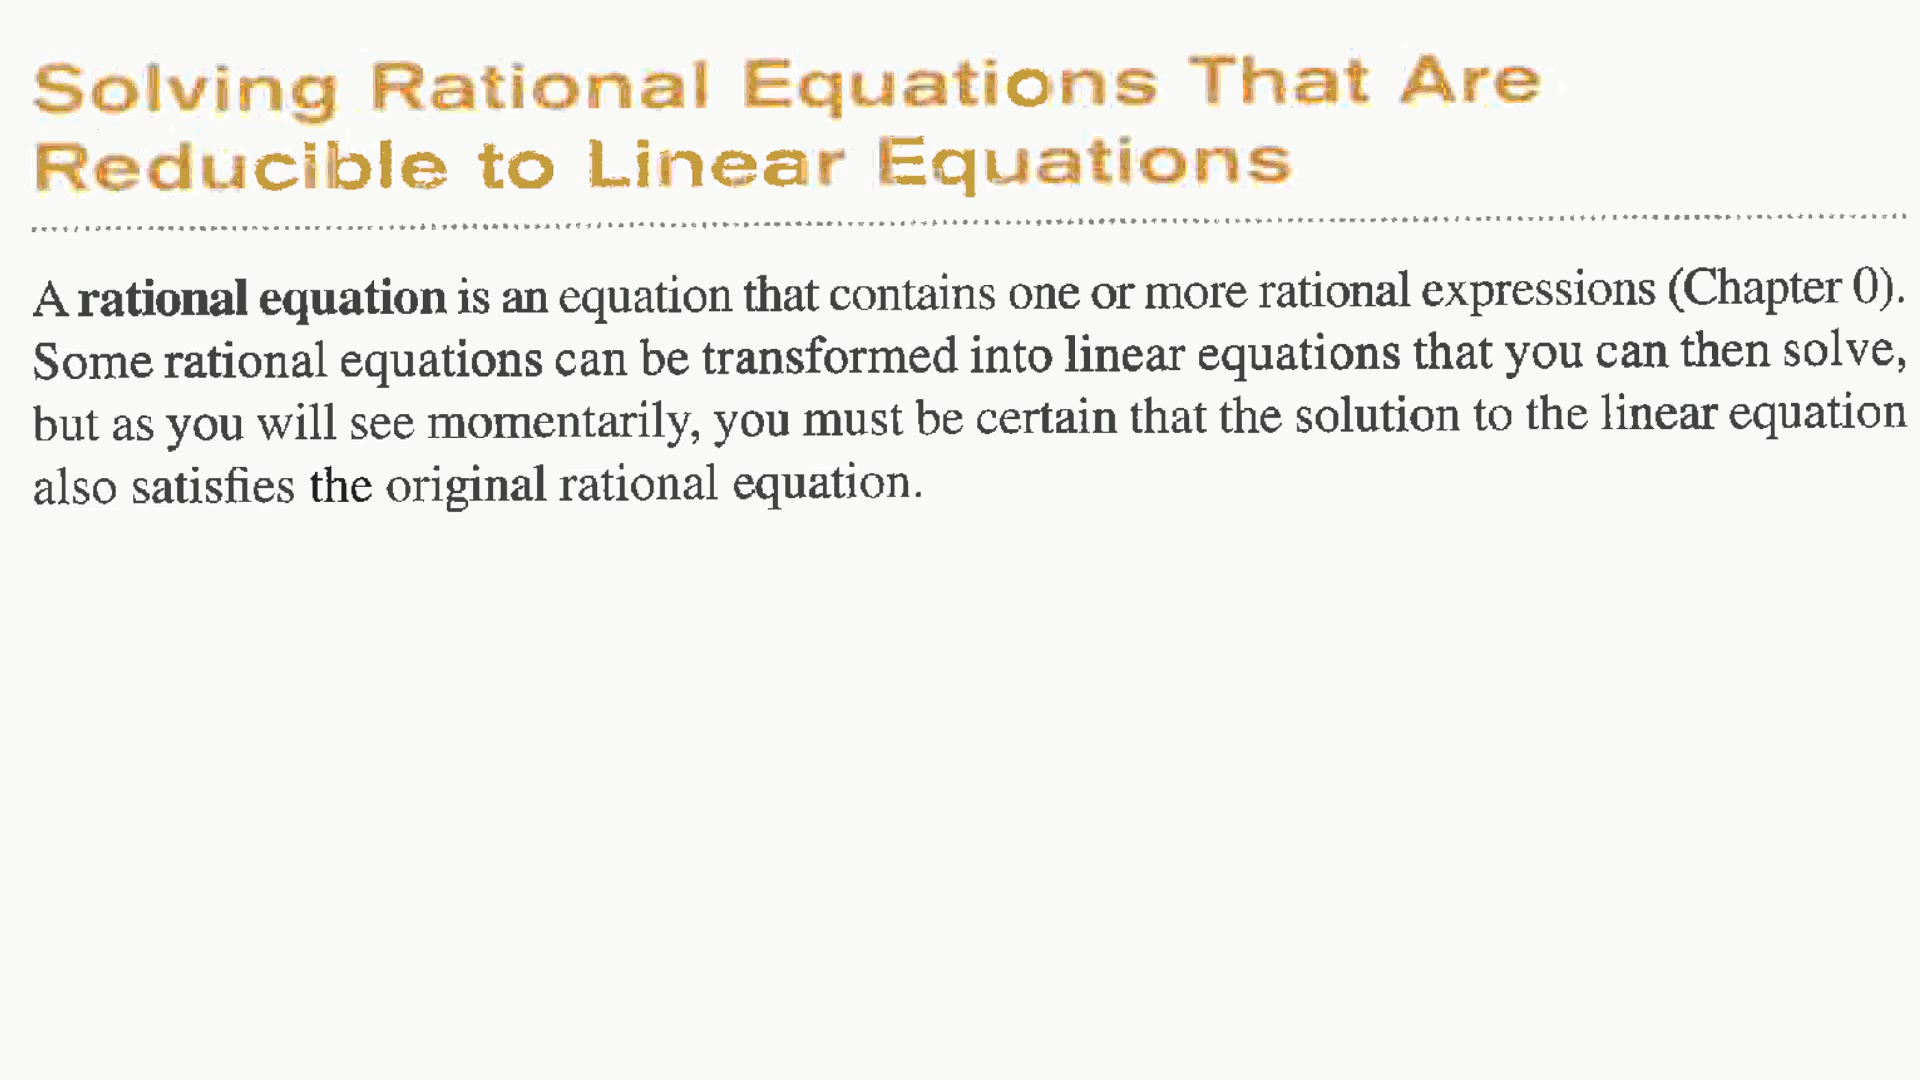 Solving Rational Equations That Are
Reducible to Linear Equations
A rational equation is an equation that contains one or more rational expressions (Chapter 0).
Some rational equations can be transformed into linear equations that you can then solve,
but as you will see momentarily, you must be certain that the solution to the linear equation
also satisfies the original rational equation.